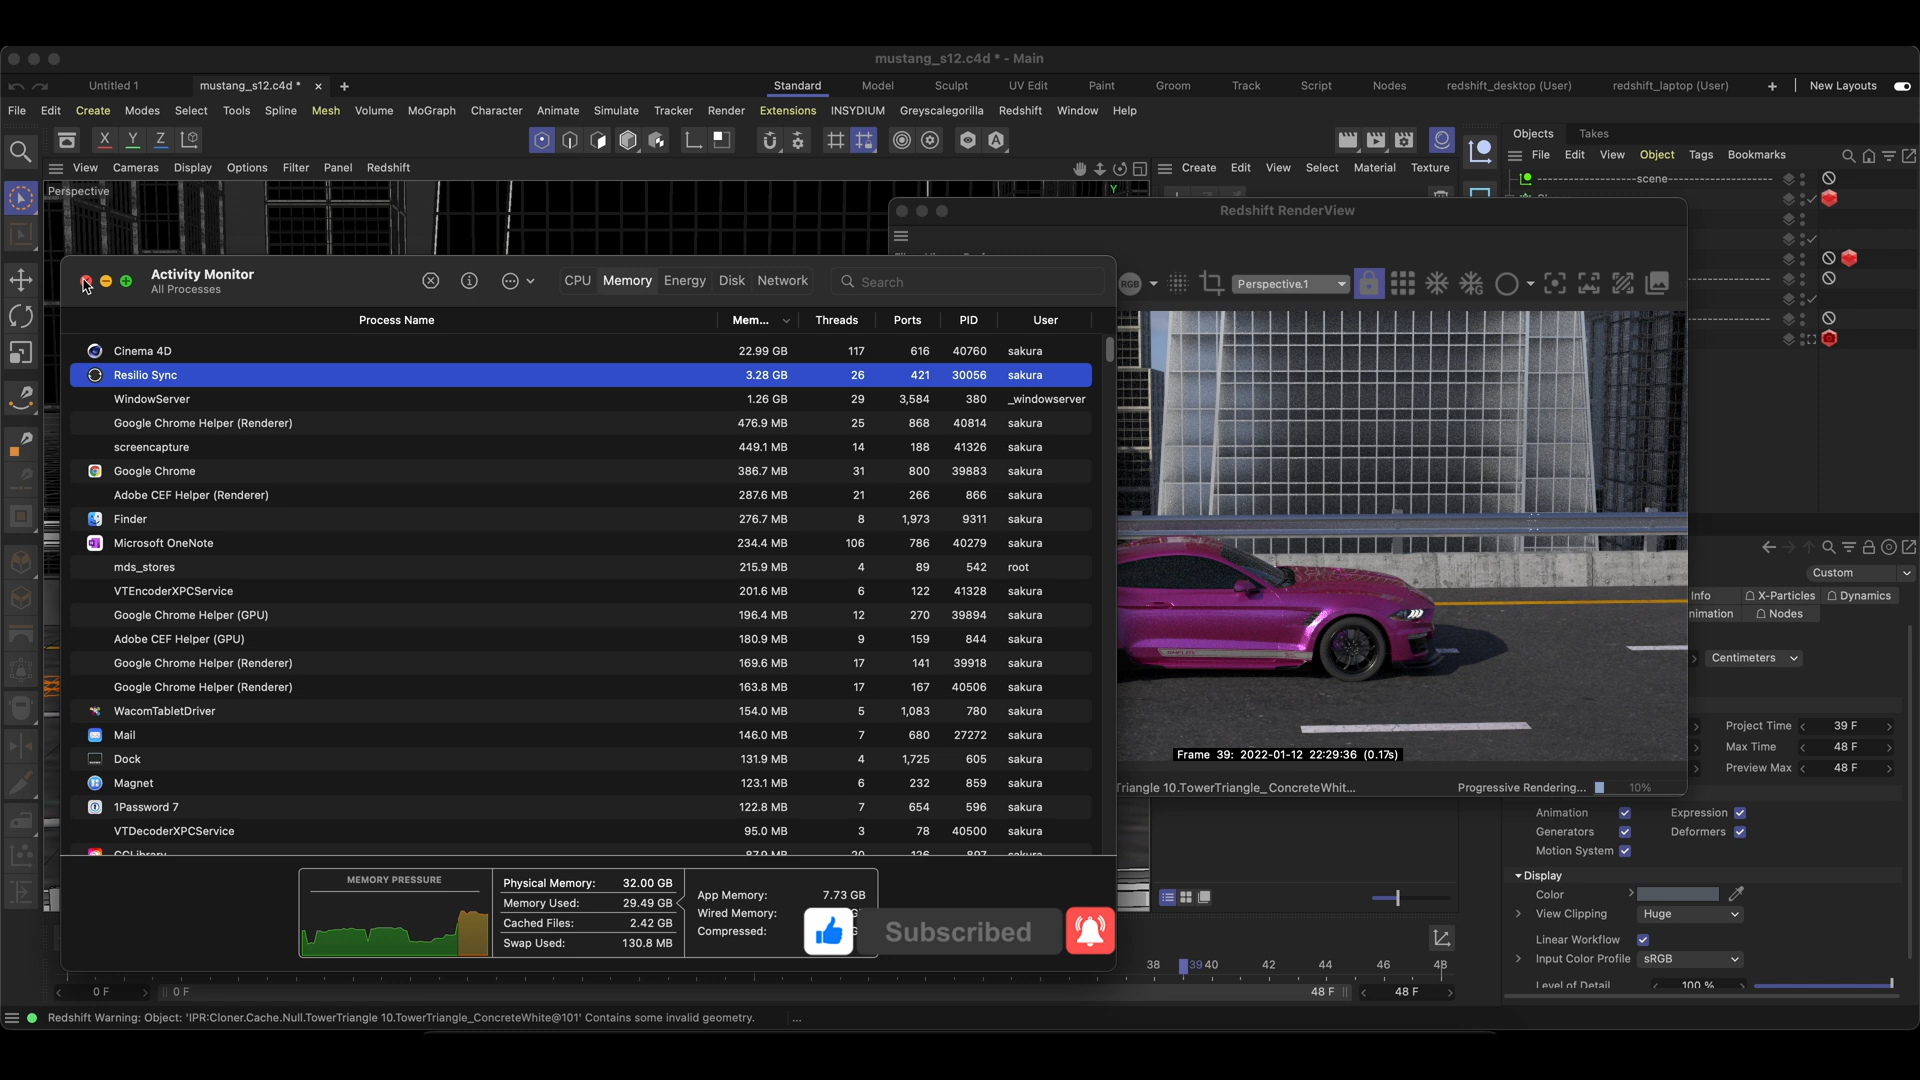 mustang_s12.c4d * - Main
Untitled 1
mustang_s12.c4d *
Standard
Model
Sculpt
UV Edit
Paint
Groom
Track
Script
Nodes
redshift_desktop (User)
redshift_laptop (User)
New Layouts
File Edit Create Modes Select Tools Spline Mesh Volume MoGraph Character Animate Simulate Tracker Render Extensions INSYDIUM Greyscalegorilla Redshift Window Help
X Y Z
Objects Takes
View Cameras Display Options Filter Panel Redshift
Create Edit View Select Material Texture
File Edit View Object Tags Bookmarks
Perspective
Y
scene
Redshift RenderView
Activity Monitor
All Processes
CPU Memory Energy Disk Network
Search
RGB
Perspective.1
Process Name Mem... Threads Ports PID User
Cinema 4D 22.99 GB 117 616 40760 sakura
Resilio Sync 3.28 GB 26 421 30056 sakura
WindowServer 1.26 GB 29 3,584 380 _windowserver
Google Chrome Helper (Renderer) 476.9 MB 25 868 40814 sakura
screencapture 449.1 MB 14 188 41326 sakura
Google Chrome 386.7 MB 31 800 39883 sakura
Adobe CEF Helper (Renderer) 287.6 MB 21 266 866 sakura
Finder 276.7 MB 8 1,973 9311 sakura
Microsoft OneNote 234.4 MB 106 786 40279 sakura
mds_stores 215.9 MB 4 89 542 root
VTEncoderXPCService 201.6 MB 6 122 41328 sakura
Google Chrome Helper (GPU) 196.4 MB 12 270 39894 sakura
Adobe CEF Helper (GPU) 180.9 MB 9 159 844 sakura
Google Chrome Helper (Renderer) 169.6 MB 17 141 39918 sakura
Google Chrome Helper (Renderer) 163.8 MB 17 167 40506 sakura
WacomTabletDriver 154.0 MB 5 1,083 780 sakura
Mail 146.0 MB 7 680 27272 sakura
Dock 131.9 MB 4 1,725 605 sakura
Magnet 123.1 MB 6 232 859 sakura
1Password 7 122.8 MB 7 654 596 sakura
VTDecoderXPCService 95.0 MB 3 78 40500 sakura
CCLibrary 87.9 MB 20 126 897 sakura
MEMORY PRESSURE
Physical Memory: 32.00 GB
Memory Used: 29.49 GB
Cached Files: 2.42 GB
Swap Used: 130.8 MB
App Memory: 7.73 GB
Wired Memory:
Compressed:
Subscribed
Frame 39: 2022-01-12 22:29:36 (0.17s)
Triangle 10.TowerTriangle_ConcreteWhit...
Progressive Rendering... 10%
Custom
Info X-Particles Dynamics
nimation Nodes
Centimeters
Project Time 39 F
Max Time 48 F
Preview Max 48 F
Animation Expression
Generators Deformers
Motion System
Display
Color
View Clipping Huge
Linear Workflow
Input Color Profile sRGB
Level of Detail 100 %
38 39 40 42 44 46 48
0 F 0 F 48 F 48 F
Redshift Warning: Object: 'IPR:Cloner.Cache.Null.TowerTriangle 10.TowerTriangle_ConcreteWhite@101' Contains some invalid geometry. ...